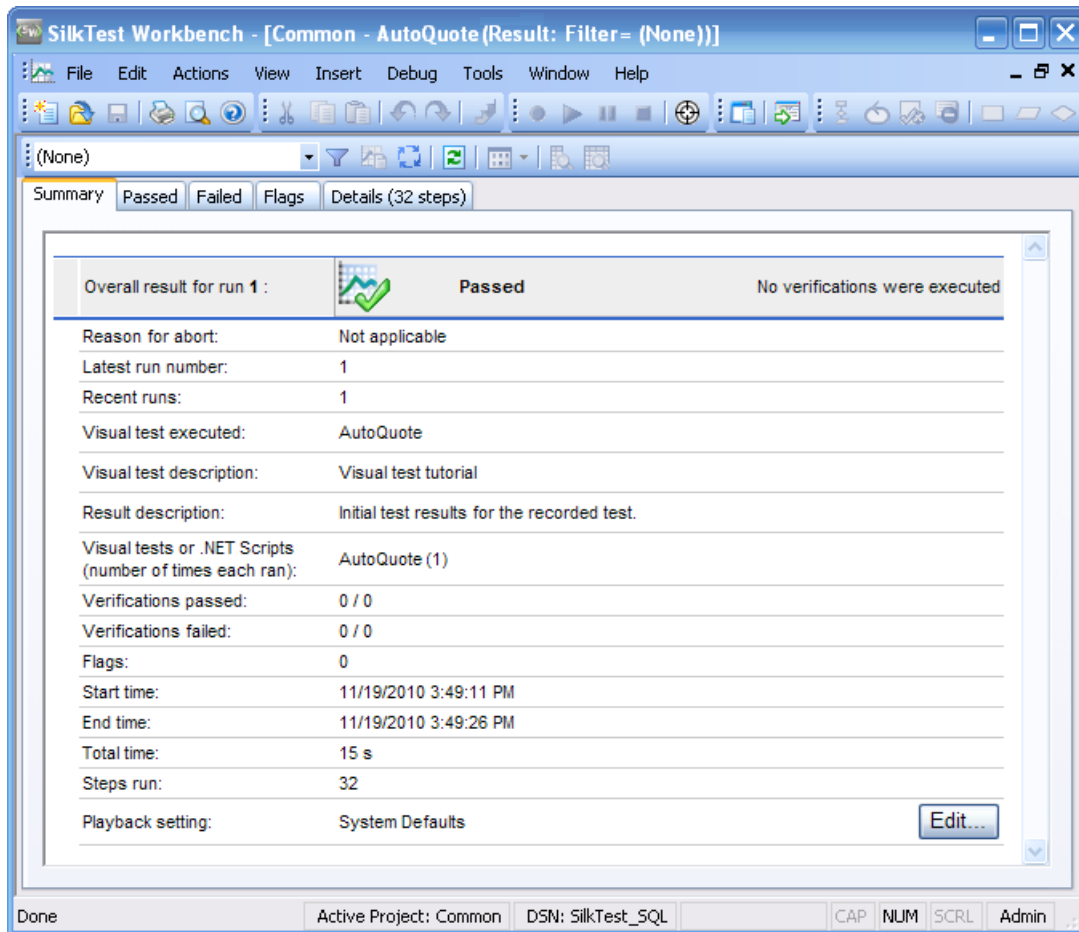 SilkTest Workbench - [Common - AutoQuote(Result: Filter= (None))]
File Edit Actions View Insert Debug Tools Window Help
(None)
Summary Passed Failed Flags Details (32 steps)
Overall result for run 1 : Passed No verifications were executed
Reason for abort: Not applicable
Latest run number: 1
Recent runs: 1
Visual test executed: AutoQuote
Visual test description: Visual test tutorial
Result description: Initial test results for the recorded test.
Visual tests or .NET Scripts
(number of times each ran): AutoQuote (1)
Verifications passed: 0 / 0
Verifications failed: 0 / 0
Flags: 0
Start time: 11/19/2010 3:49:11 PM
End time: 11/19/2010 3:49:26 PM
Total time: 15 s
Steps run: 32
Playback setting: System Defaults Edit...
Done Active Project: Common DSN: SilkTest_SQL CAP NUM SCRL Admin